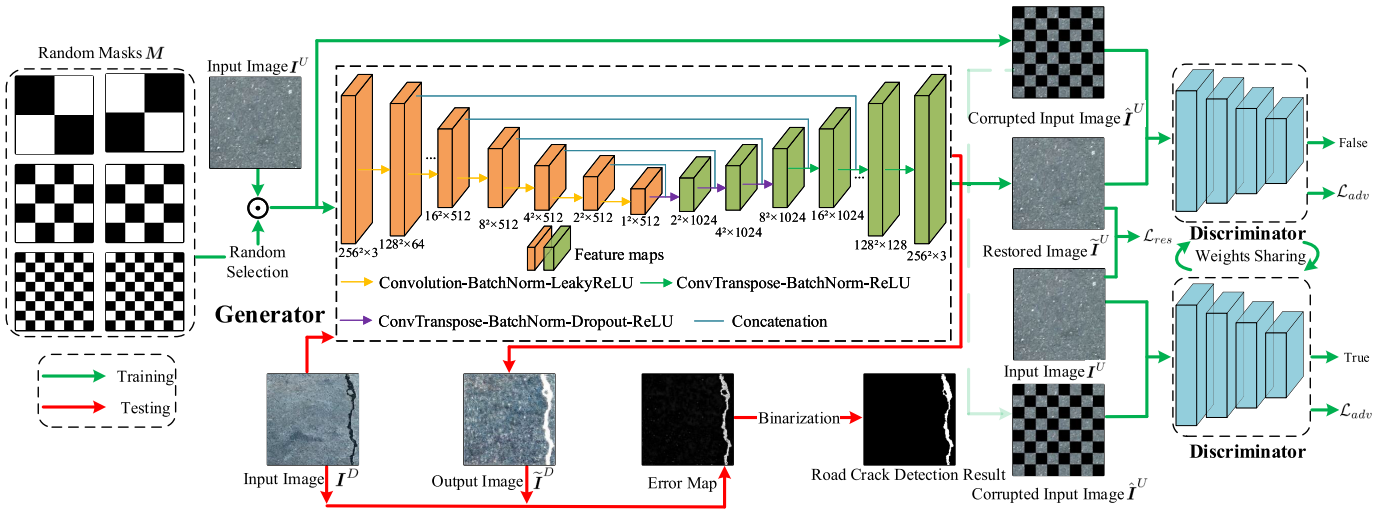 Random Masks M
Input Image I^U
Random
Selection
Training
Testing
Generator
256²×3
128²×64
...
16²×512
8²×512
4²×512
2²×512
1²×512
2²×1024
4²×1024
8²×1024
16²×1024
...
128²×128
256²×3
Feature maps
Convolution-BatchNorm-LeakyReLU
ConvTranspose-BatchNorm-ReLU
ConvTranspose-BatchNorm-Dropout-ReLU
Concatenation
Corrupted Input Image Î^U
Restored Image Ĩ^U
ℒ_res
Input Image I^U
Corrupted Input Image Î^U
False
ℒ_adv
Discriminator
Weights Sharing
True
ℒ_adv
Discriminator
Input Image I^D
Output Image Ĩ^D
Error Map
Binarization
Road Crack Detection Result